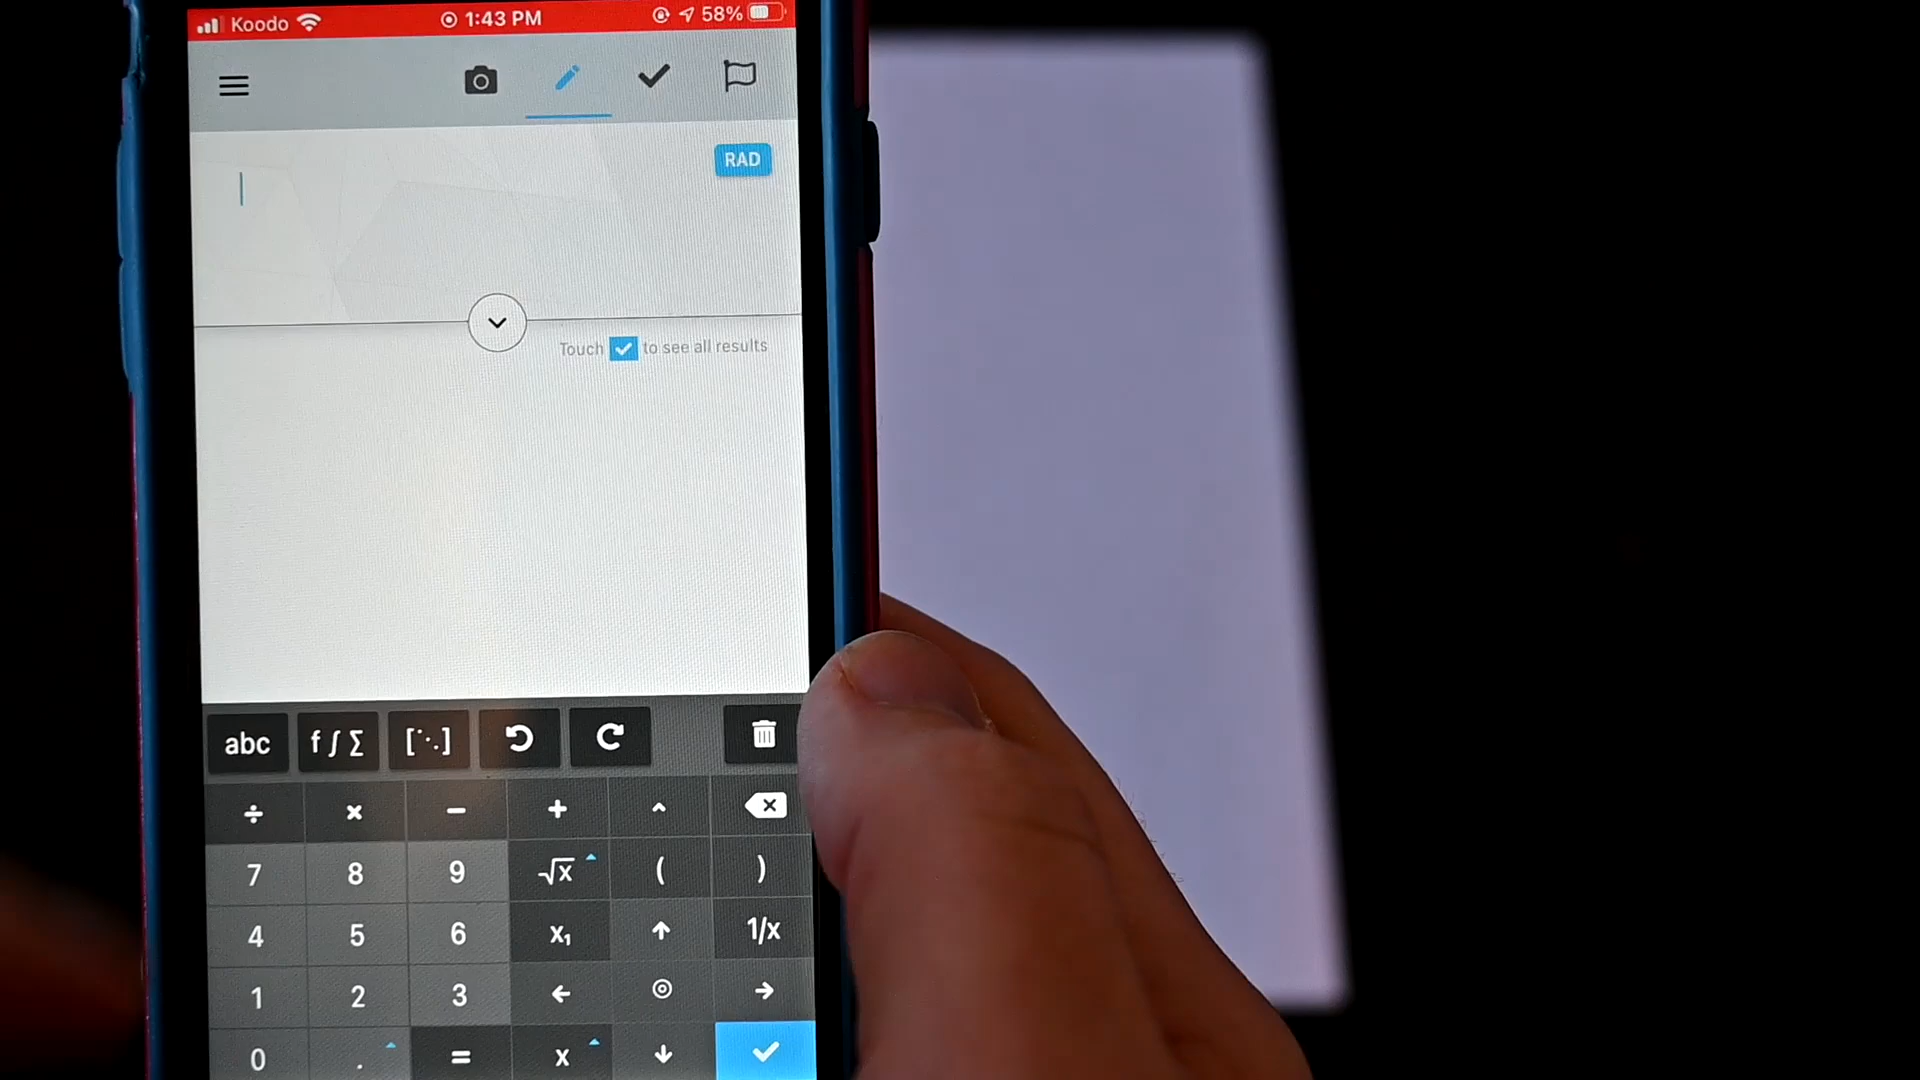 Koodo 1:43 PM 58%
RAD
Touch to see all results
abc f ∫ Σ [⋱]
÷ × − + ^
7 8 9 √x ( )
4 5 6 X₁ ↑ 1/x
1 2 3 ← →
0 . = x ↓